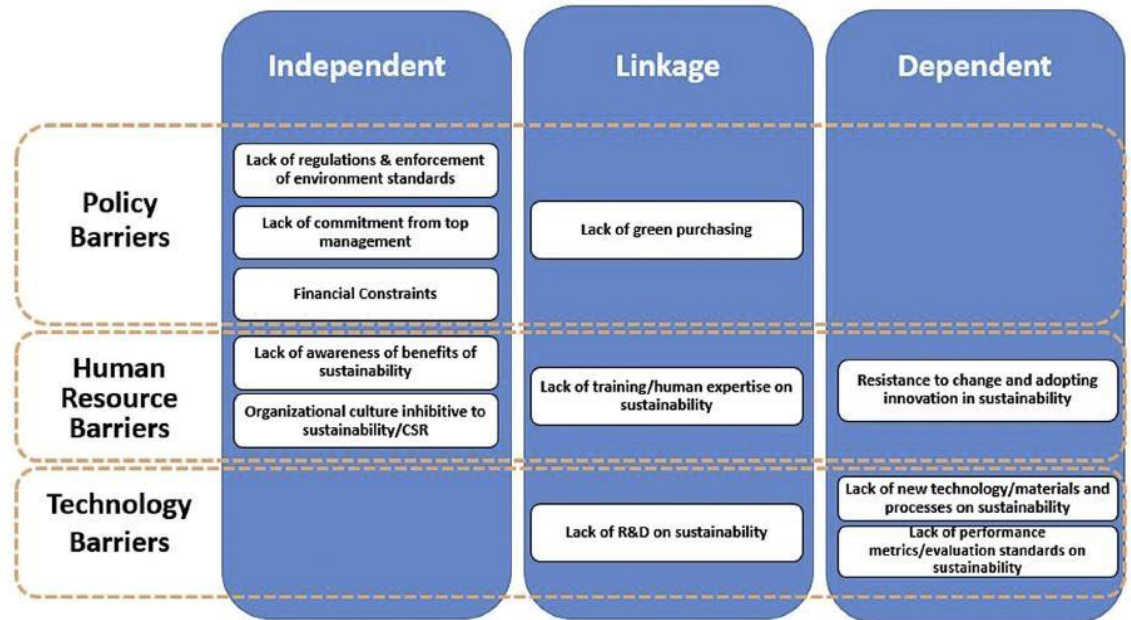 Independent
Linkage
Dependent
Policy
Barriers
Lack of regulations & enforcement
of environment standards
Lack of commitment from top
management
Financial Constraints
Lack of green purchasing
Human
Resource
Barriers
Lack of awareness of benefits of
sustainability
Organizational culture inhibitive to
sustainability/CSR
Lack of training/human expertise on
sustainability
Resistance to change and adopting
innovation in sustainability
Technology
Barriers
Lack of R&D on sustainability
Lack of new technology/materials and
processes on sustainability
Lack of performance
metrics/evaluation standards on
sustainability